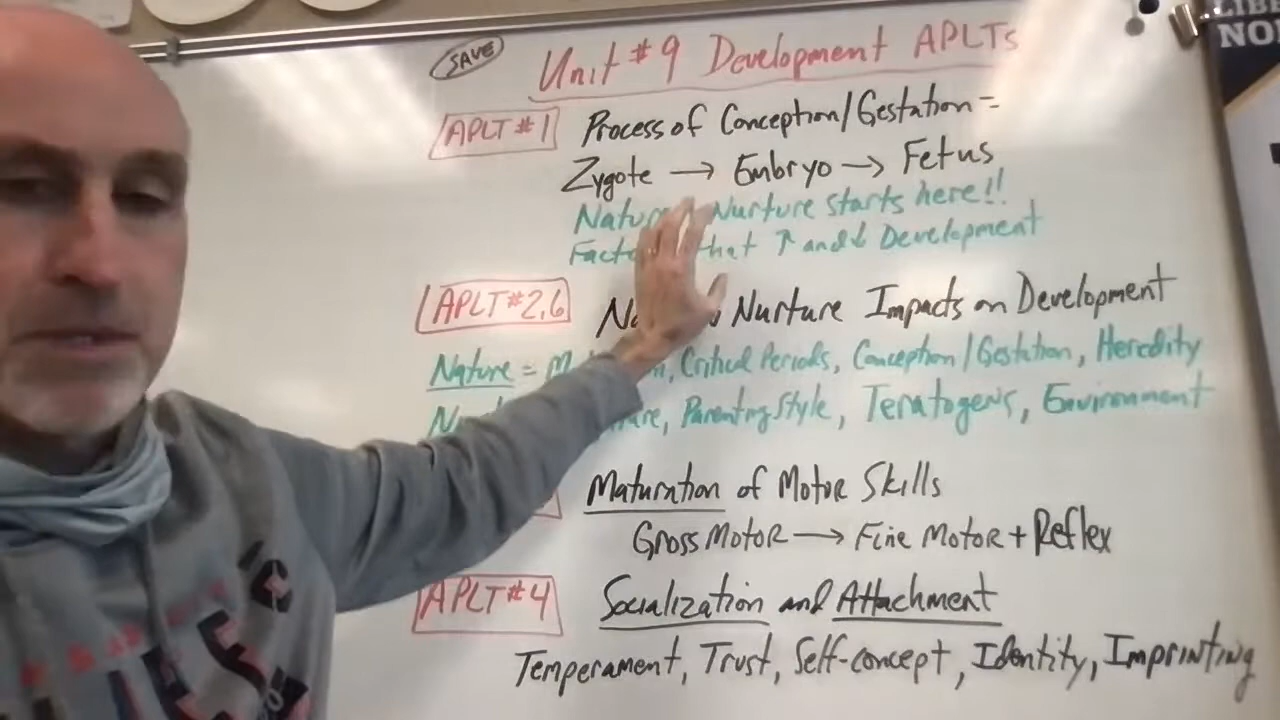 SAVE
Unit #9 Development APLTs
APLT #1 Process of Conception/Gestation =
Zygote → Embryo → Fetus
Nurture starts here!!
that ↑ and ↓ Development
APLT #2,6 Nurture Impacts on Development
Nature = Critical Periods, Conception/Gestation, Heredity
Parenting Style, Teratogens, Environment
Maturation of Motor Skills
Gross Motor → Fine Motor + Reflex
APLT #4 Socialization and Attachment
Temperament, Trust, Self-concept, Identity, Imprinting